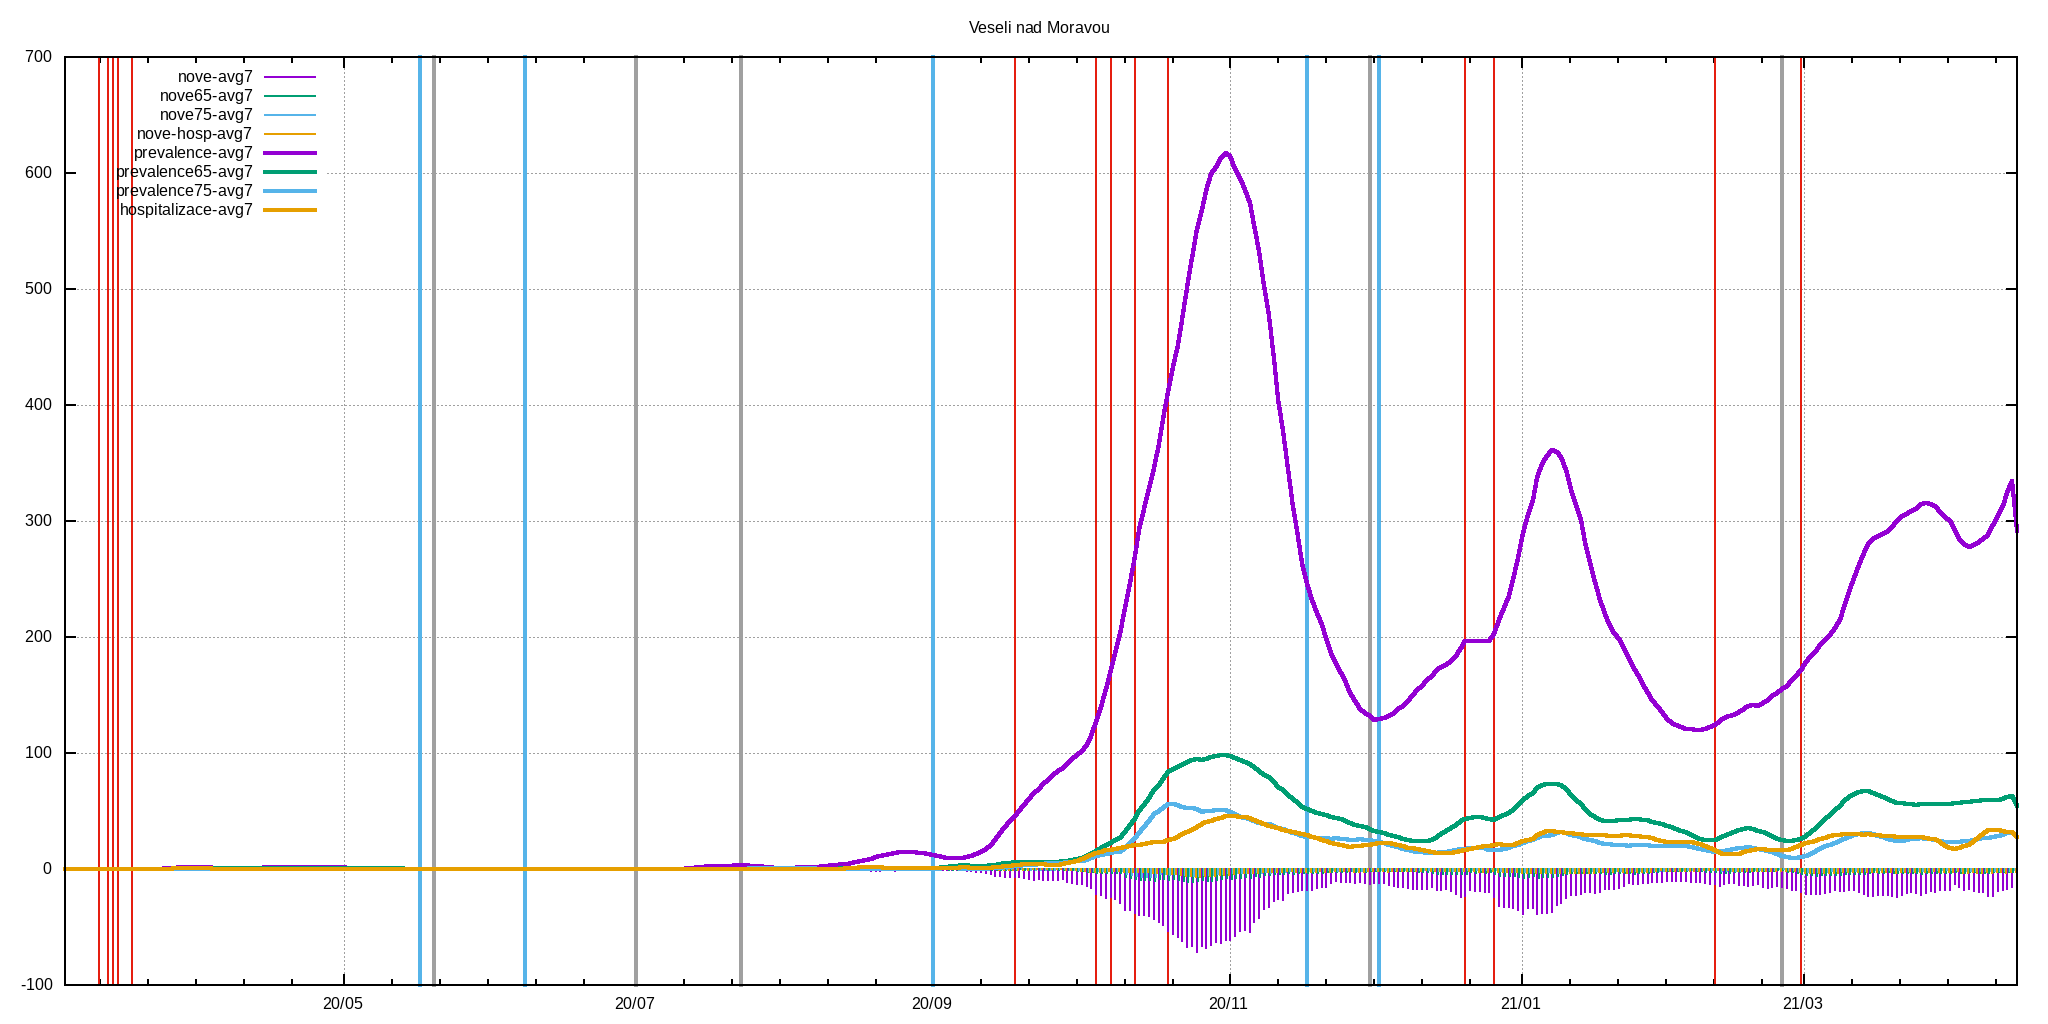 Veseli nad Moravou
700
600
500
400
300
200
100
0
-100
nove-avg7
nove65-avg7
nove75-avg7
nove-hosp-avg7
prevalence-avg7
prevalence65-avg7
prevalence75-avg7
hospitalizace-avg7
20/05
20/07
20/09
20/11
21/01
21/03